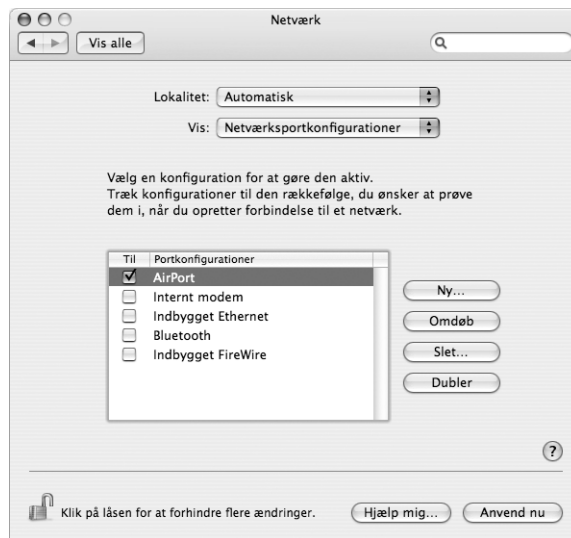 Netværk
Vis alle
Lokalitet: Automatisk
Vis: Netværksportkonfigurationer
Vælg en konfiguration for at gøre den aktiv.
Træk konfigurationer til den rækkefølge, du ønsker at prøve
dem i, når du opretter forbindelse til et netværk.
Til Portkonfigurationer
AirPort
Internt modem
Indbygget Ethernet
Bluetooth
Indbygget FireWire
Ny...
Omdøb
Slet...
Dubler
?
Klik på låsen for at forhindre flere ændringer.
Hjælp mig... Anvend nu